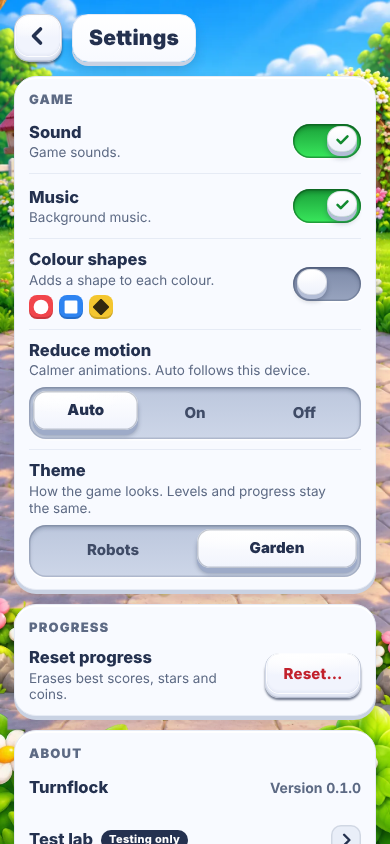 Settings
GAME
Sound
Game sounds.
Music
Background music.
Colour shapes
Adds a shape to each colour.
Reduce motion
Calmer animations. Auto follows this device.
Auto On Off
Theme
How the game looks. Levels and progress stay
the same.
Robots Garden
PROGRESS
Reset progress
Erases best scores, stars and
coins.
Reset...
ABOUT
Turnflock Version 0.1.0
Test lab Testing only